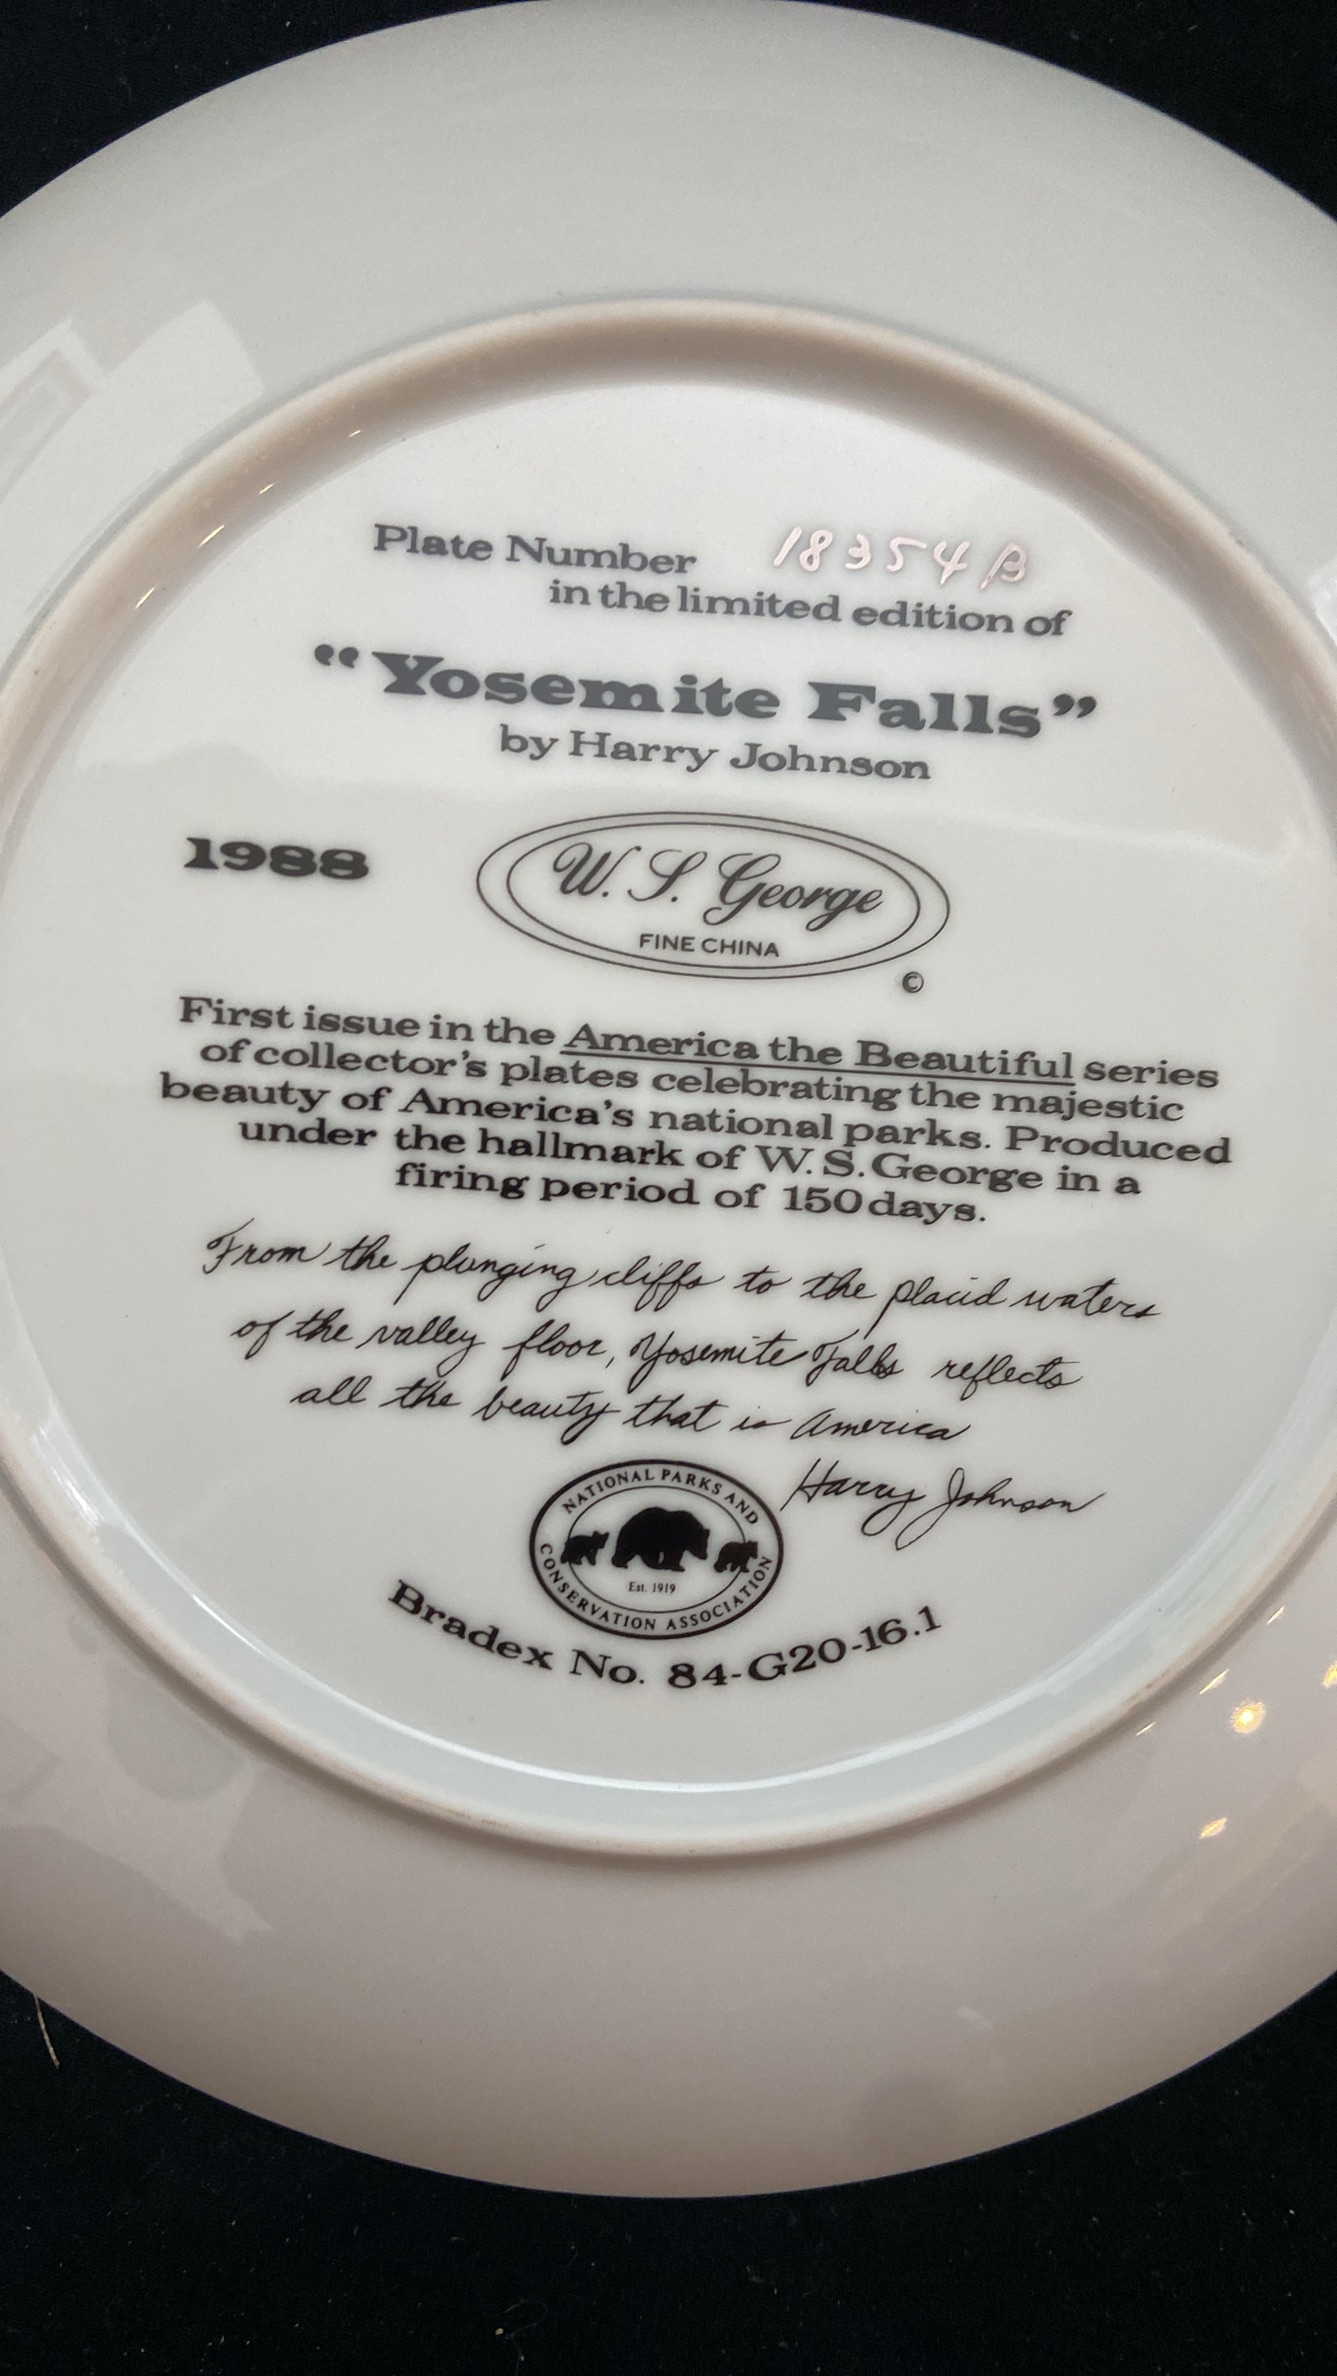 Plate Number 18354B
in the limited edition of
“Yosemite Falls”
by Harry Johnson
1988
W. S. George
FINE CHINA
©
First issue in the America the Beautiful series
of collector's plates celebrating the majestic
beauty of America's national parks. Produced
under the hallmark of W. S. George in a
firing period of 150 days.
From the plunging cliffs to the placid waters
of the valley floor, Yosemite Falls reflects
all the beauty that is America
Harry Johnson
NATIONAL PARKS AND
CONSERVATION ASSOCIATION
Est. 1919
Bradex No. 84-G20-16.1